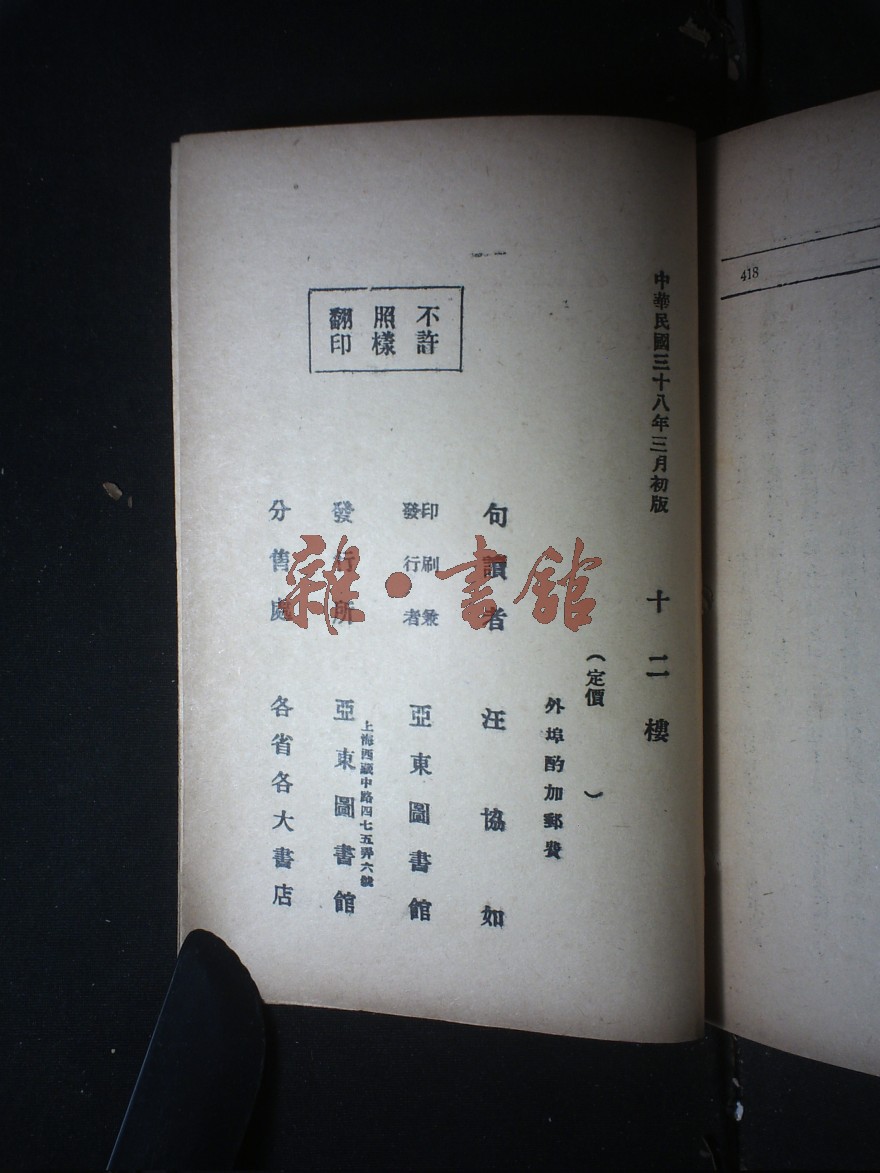 418
中華民國三十八年三月初版
十二樓
（定價　　　）
外埠酌加郵費
句讀者　汪協如
印刷兼發行者　亞東圖書館
上海西藏中路四七五弄六號
發行所　亞東圖書館
分售處　各省各大書店
不許
照樣
翻印
雜·書館